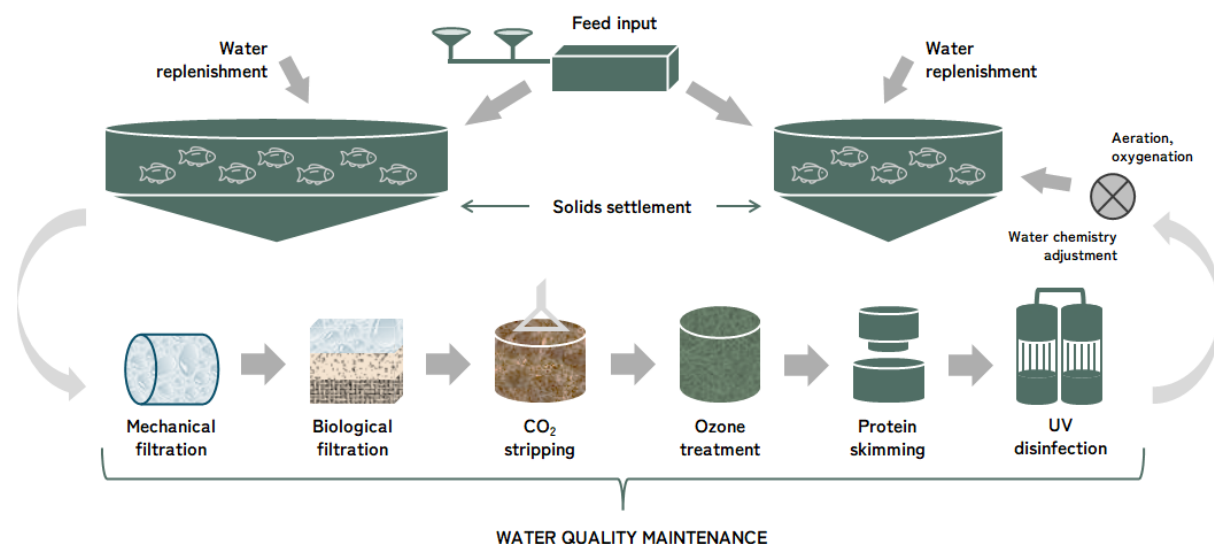 Feed input
Water
replenishment
Water
replenishment
Aeration,
oxygenation
Solids settlement
Water chemistry
adjustment
Mechanical
filtration
Biological
filtration
CO₂
stripping
Ozone
treatment
Protein
skimming
UV
disinfection
WATER QUALITY MAINTENANCE